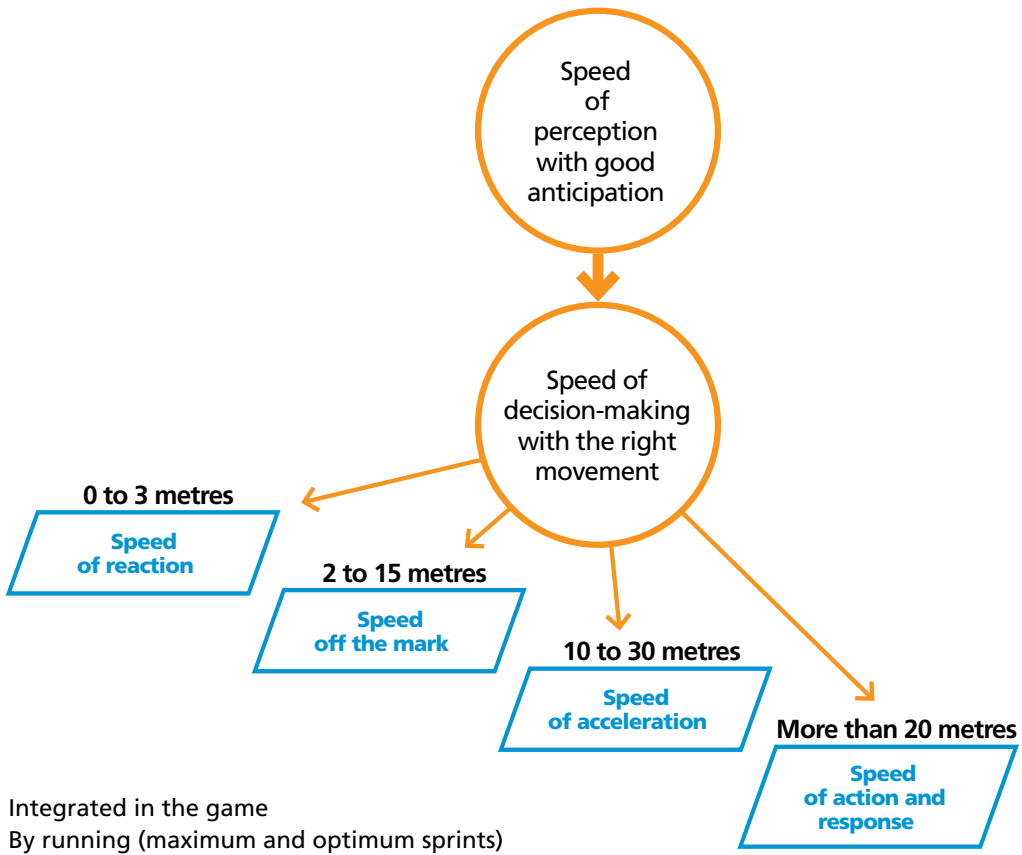 Speed
of
perception
with good
anticipation
Speed of
decision-making
with the right
movement
0 to 3 metres
Speed
of reaction
2 to 15 metres
Speed
off the mark
10 to 30 metres
Speed
of acceleration
More than 20 metres
Speed
of action and
response
Integrated in the game
By running (maximum and optimum sprints)